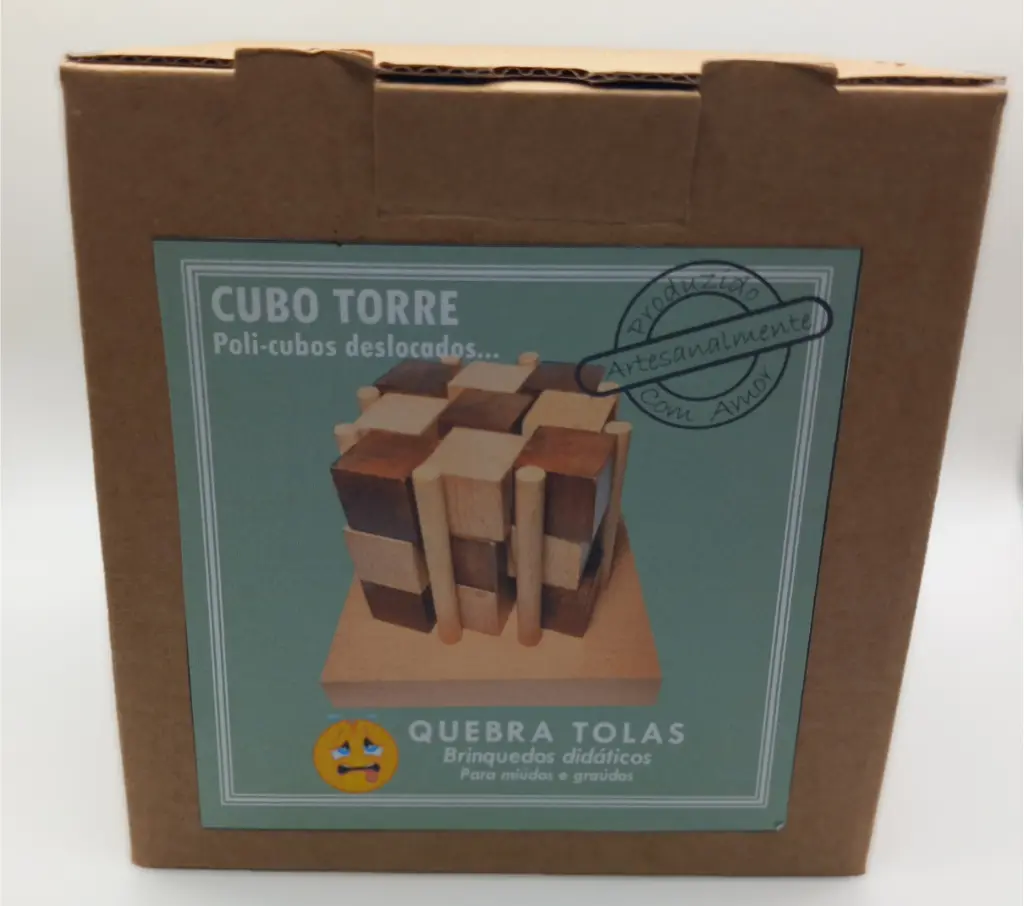 CUBO TORRE
Poli-cubos deslocados...
Produzido
Artesanalmente
Com Amor
QUEBRA TOLAS
Brinquedos didáticos
Para miúdos e graúdos